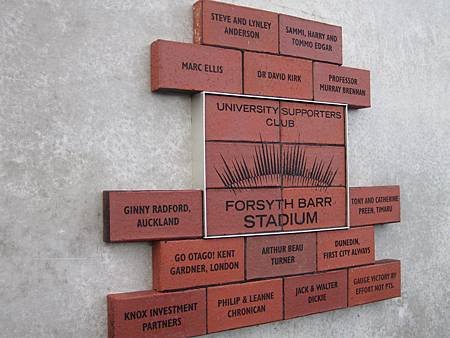 STEVE AND LYNLEY
ANDERSON
SAMMI, HARRY AND
TOMMO EDGAR
MARC ELLIS
DR DAVID KIRK
PROFESSOR
MURRAY BRENNAN
UNIVERSITY SUPPORTERS
CLUB
FORSYTH BARR
STADIUM
GINNY RADFORD,
AUCKLAND
TONY AND CATHERINE
PREEN, TIMARU
GO OTAGO! KENT
GARDNER, LONDON
ARTHUR BEAU
TURNER
DUNEDIN,
FIRST CITY ALWAYS
KNOX INVESTMENT
PARTNERS
PHILIP & LEANNE
CHRONICAN
JACK & WALTER
DICKIE
GAUGE VICTORY BY
EFFORT NOT PTS.